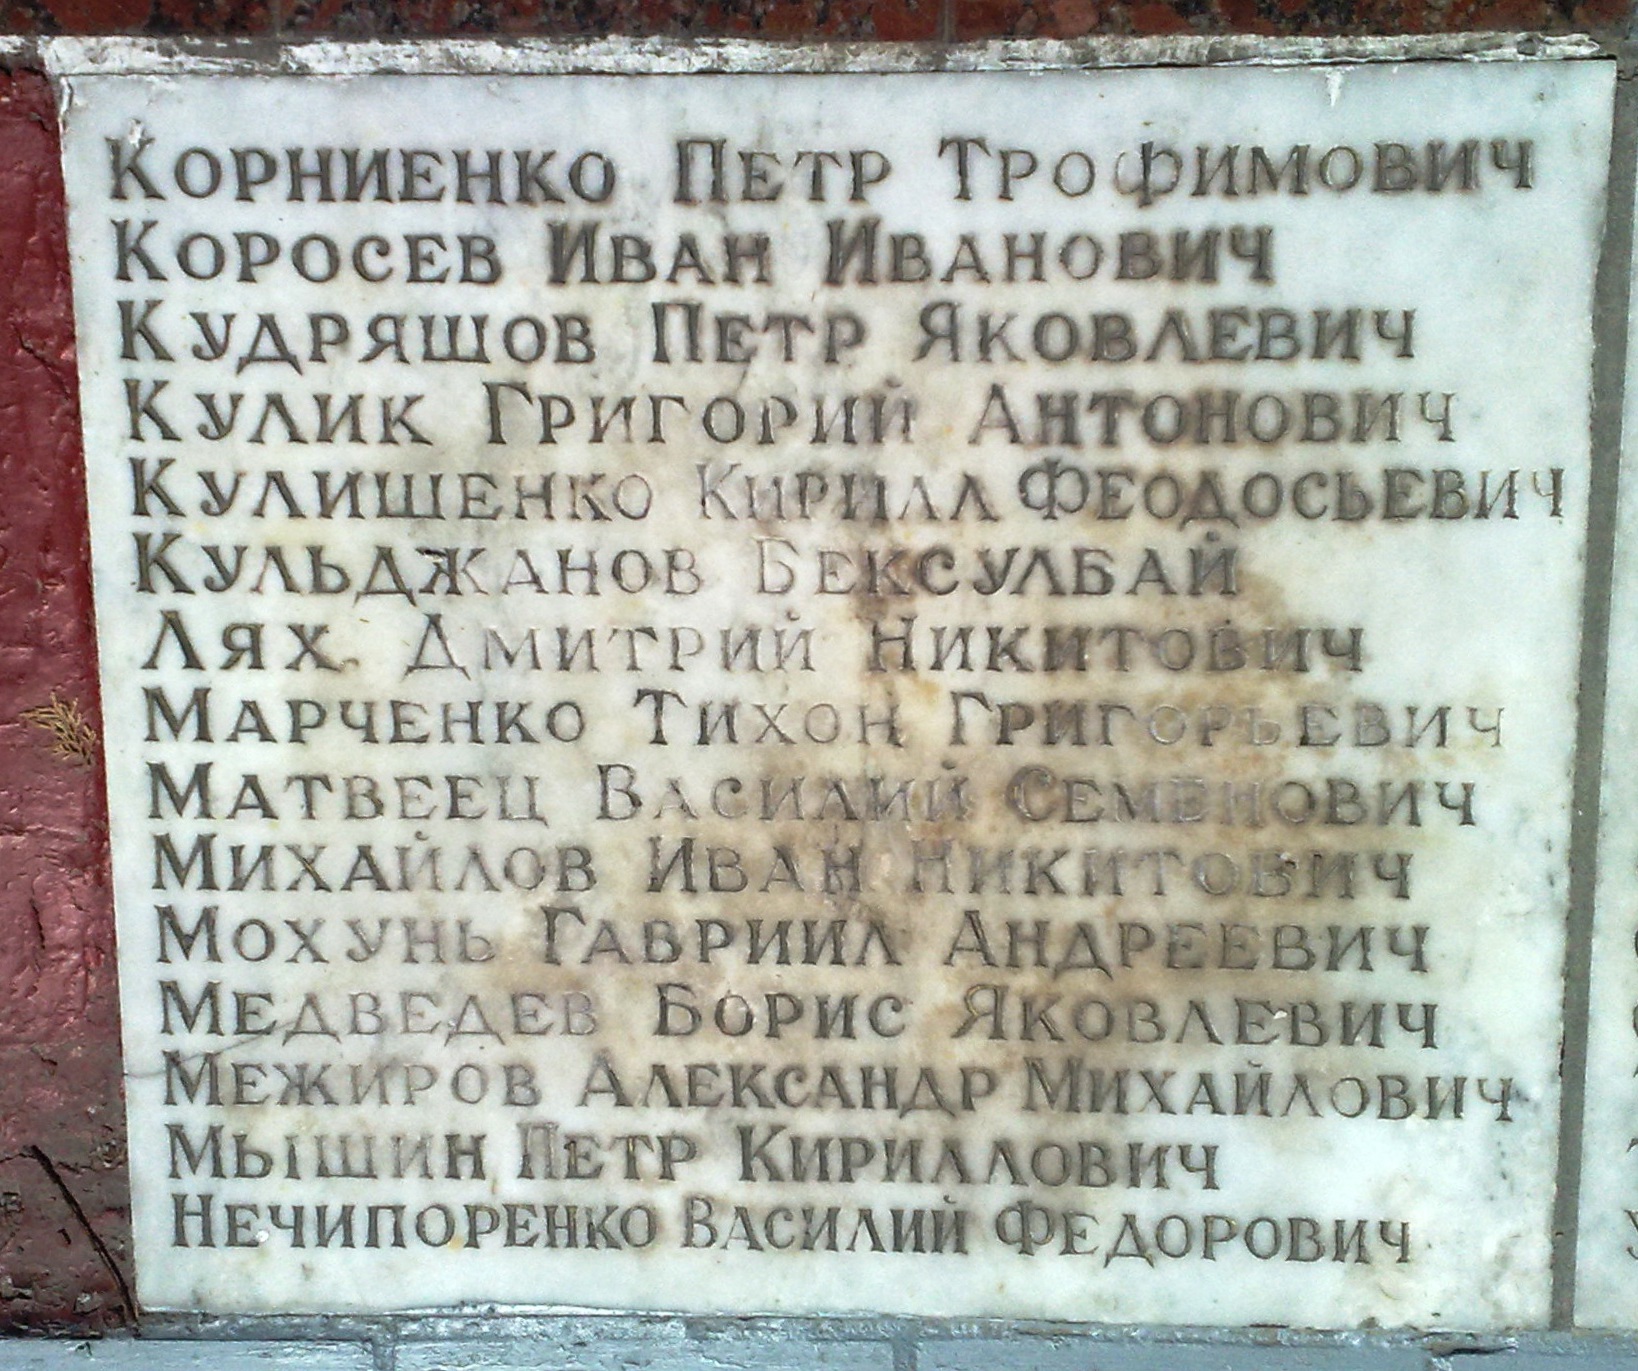 Корниенко Петр Трофимович
Коросев Иван Иванович
Кудряшов Петр Яковлевич
Кулик Григорий Антонович
Кулишенко Кирилл Феодосьевич
Кульджанов Бексулбай
Лях Дмитрий Никитович
Марченко Тихон Григорьевич
Матвеец Василий Семенович
Михайлов Иван Никитович
Мохунь Гавриил Андреевич
Медведев Борис Яковлевич
Межиров Александр Михайлович
Мышин Петр Кириллович
Нечипоренко Василий Федорович